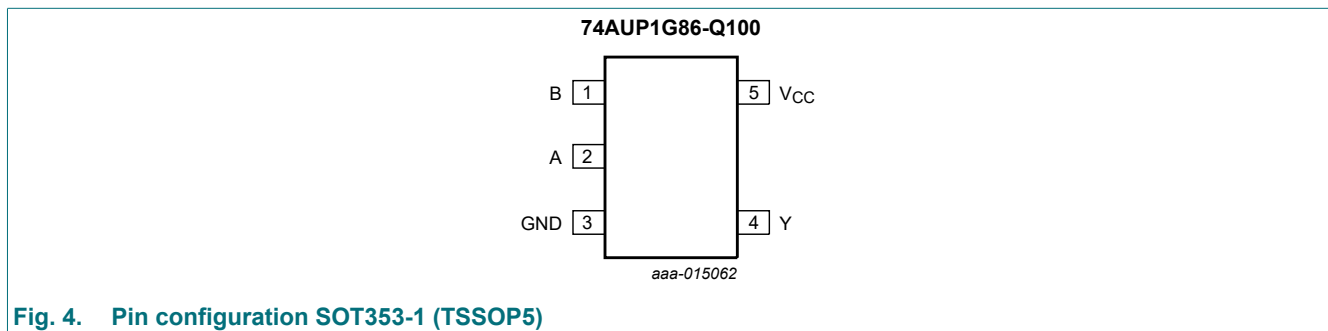 74AUP1G86-Q100
B 1
5 VCC
A 2
GND 3
4 Y
aaa-015062
Fig. 4. Pin configuration SOT353-1 (TSSOP5)